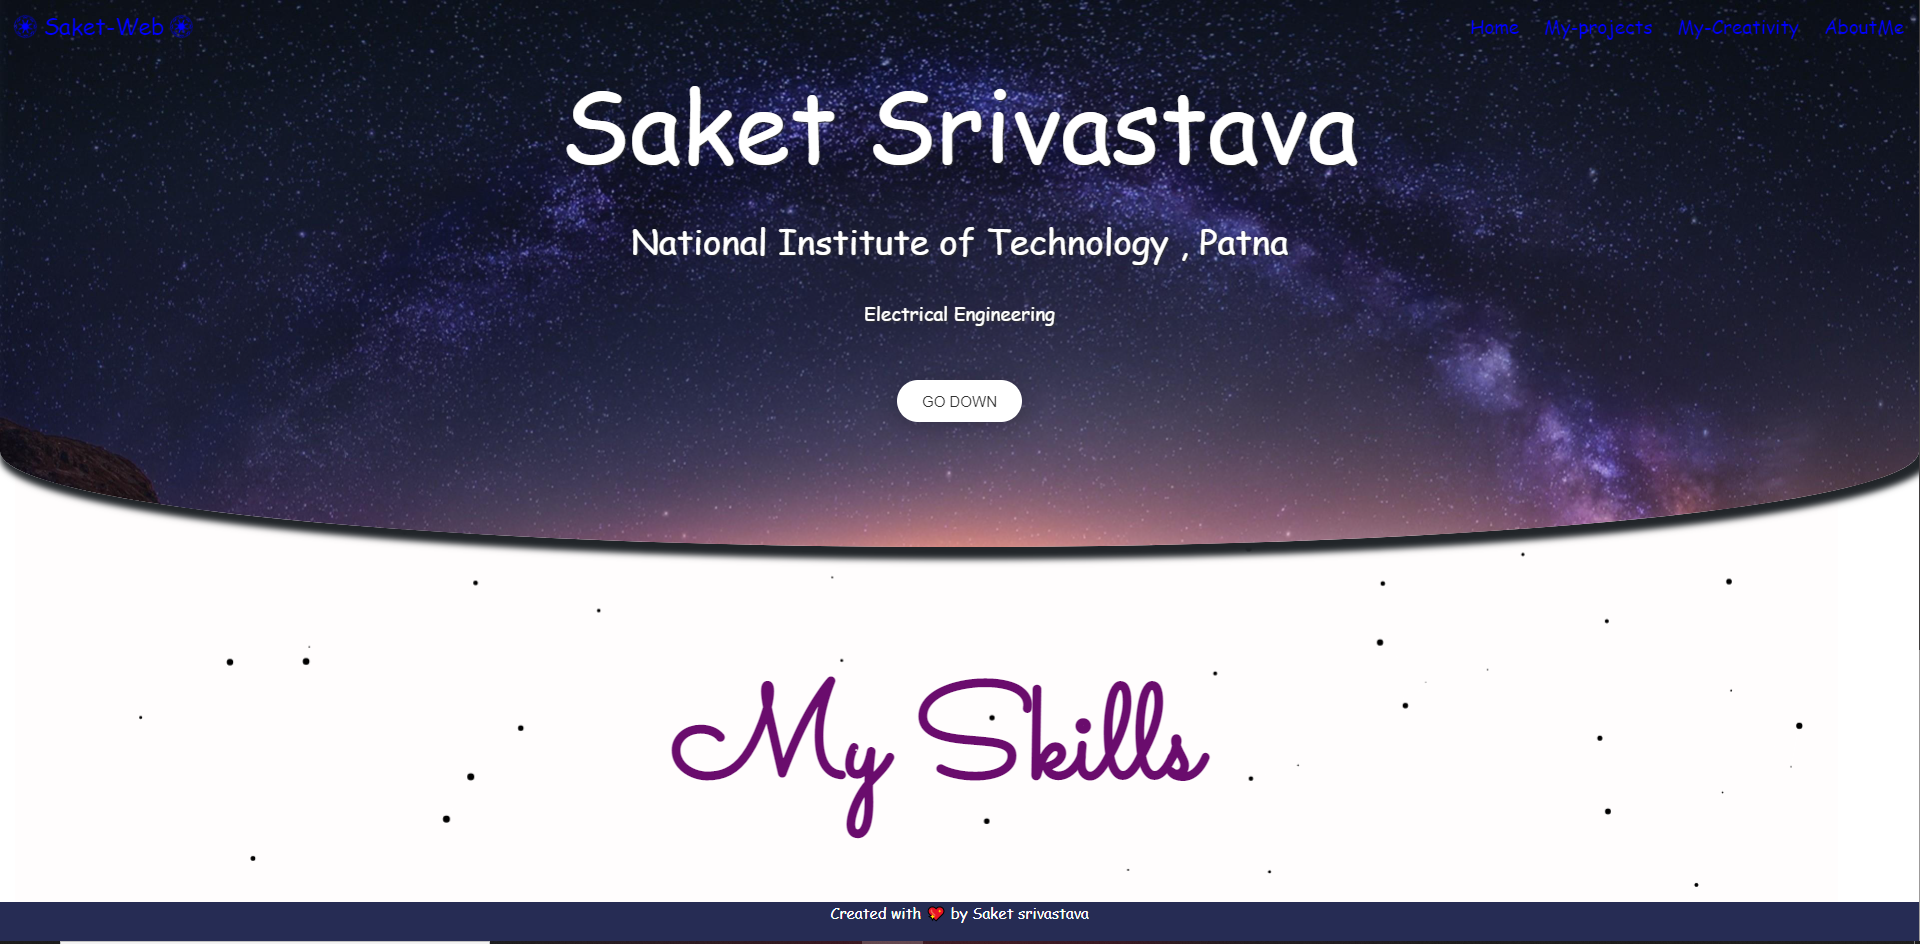 Saket-Web
Home My-projects My-Creativity AboutMe
Saket Srivastava
National Institute of Technology , Patna
Electrical Engineering
GO DOWN
My Skills
Created with 💖 by Saket srivastava